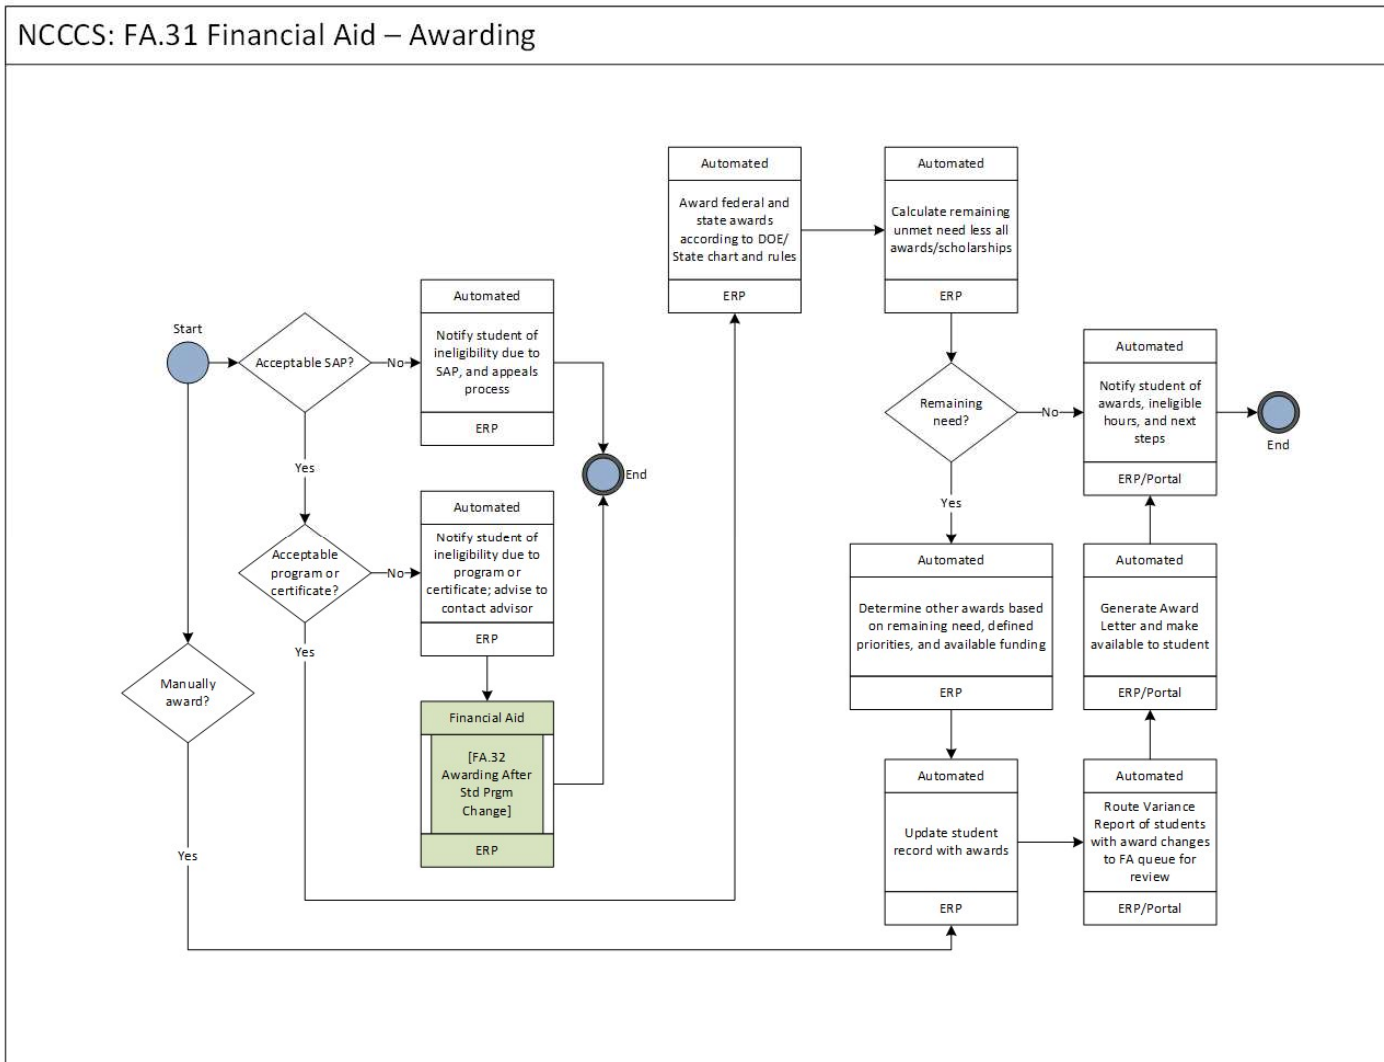 NCCCS: FA.31 Financial Aid – Awarding
Start
Acceptable SAP?
No
Automated
Notify student of
ineligibility due to
SAP, and appeals
process
ERP
Yes
End
Acceptable
program or
certificate?
No
Automated
Notify student of
ineligibility due to
program or
certificate; advise to
contact advisor
ERP
Yes
Financial Aid
[FA.32
Awarding After
Std Prgm
Change]
ERP
Manually
award?
Yes
Automated
Award federal and
state awards
according to DOE/
State chart and rules
ERP
Automated
Calculate remaining
unmet need less all
awards/scholarships
ERP
Remaining
need?
No
Yes
Automated
Notify student of
awards, ineligible
hours, and next
steps
ERP/Portal
End
Automated
Determine other awards based
on remaining need, defined
priorities, and available funding
ERP
Automated
Generate Award
Letter and make
available to student
ERP/Portal
Automated
Update student
record with awards
ERP
Automated
Route Variance
Report of students
with award changes
to FA queue for
review
ERP/Portal